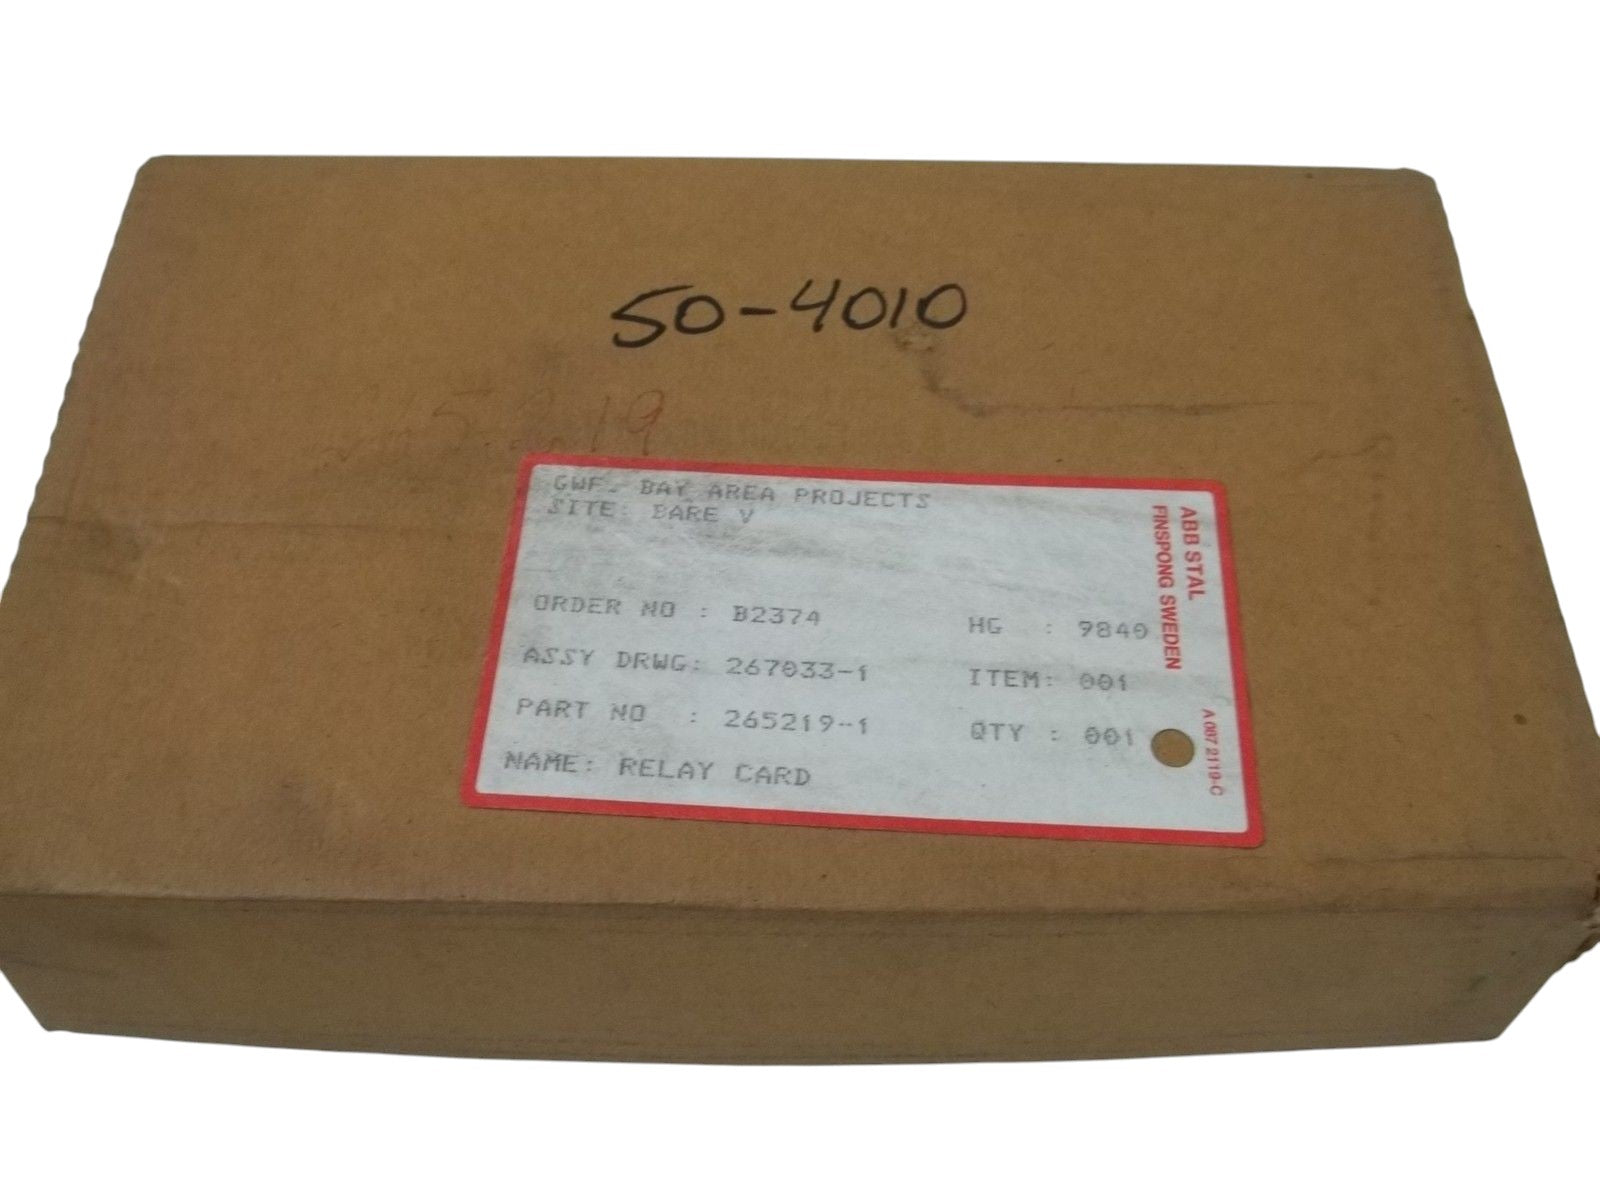 50-4010
GWF. BAY AREA PROJECTS
SITE: BARE V
ORDER NO : B2374
HG : 9840
ASSY DRWG: 267033-1
ITEM: 001
PART NO : 265219-1
QTY : 001
NAME: RELAY CARD
ABB STAL
FINSPONG SWEDEN
A 087 2119-C